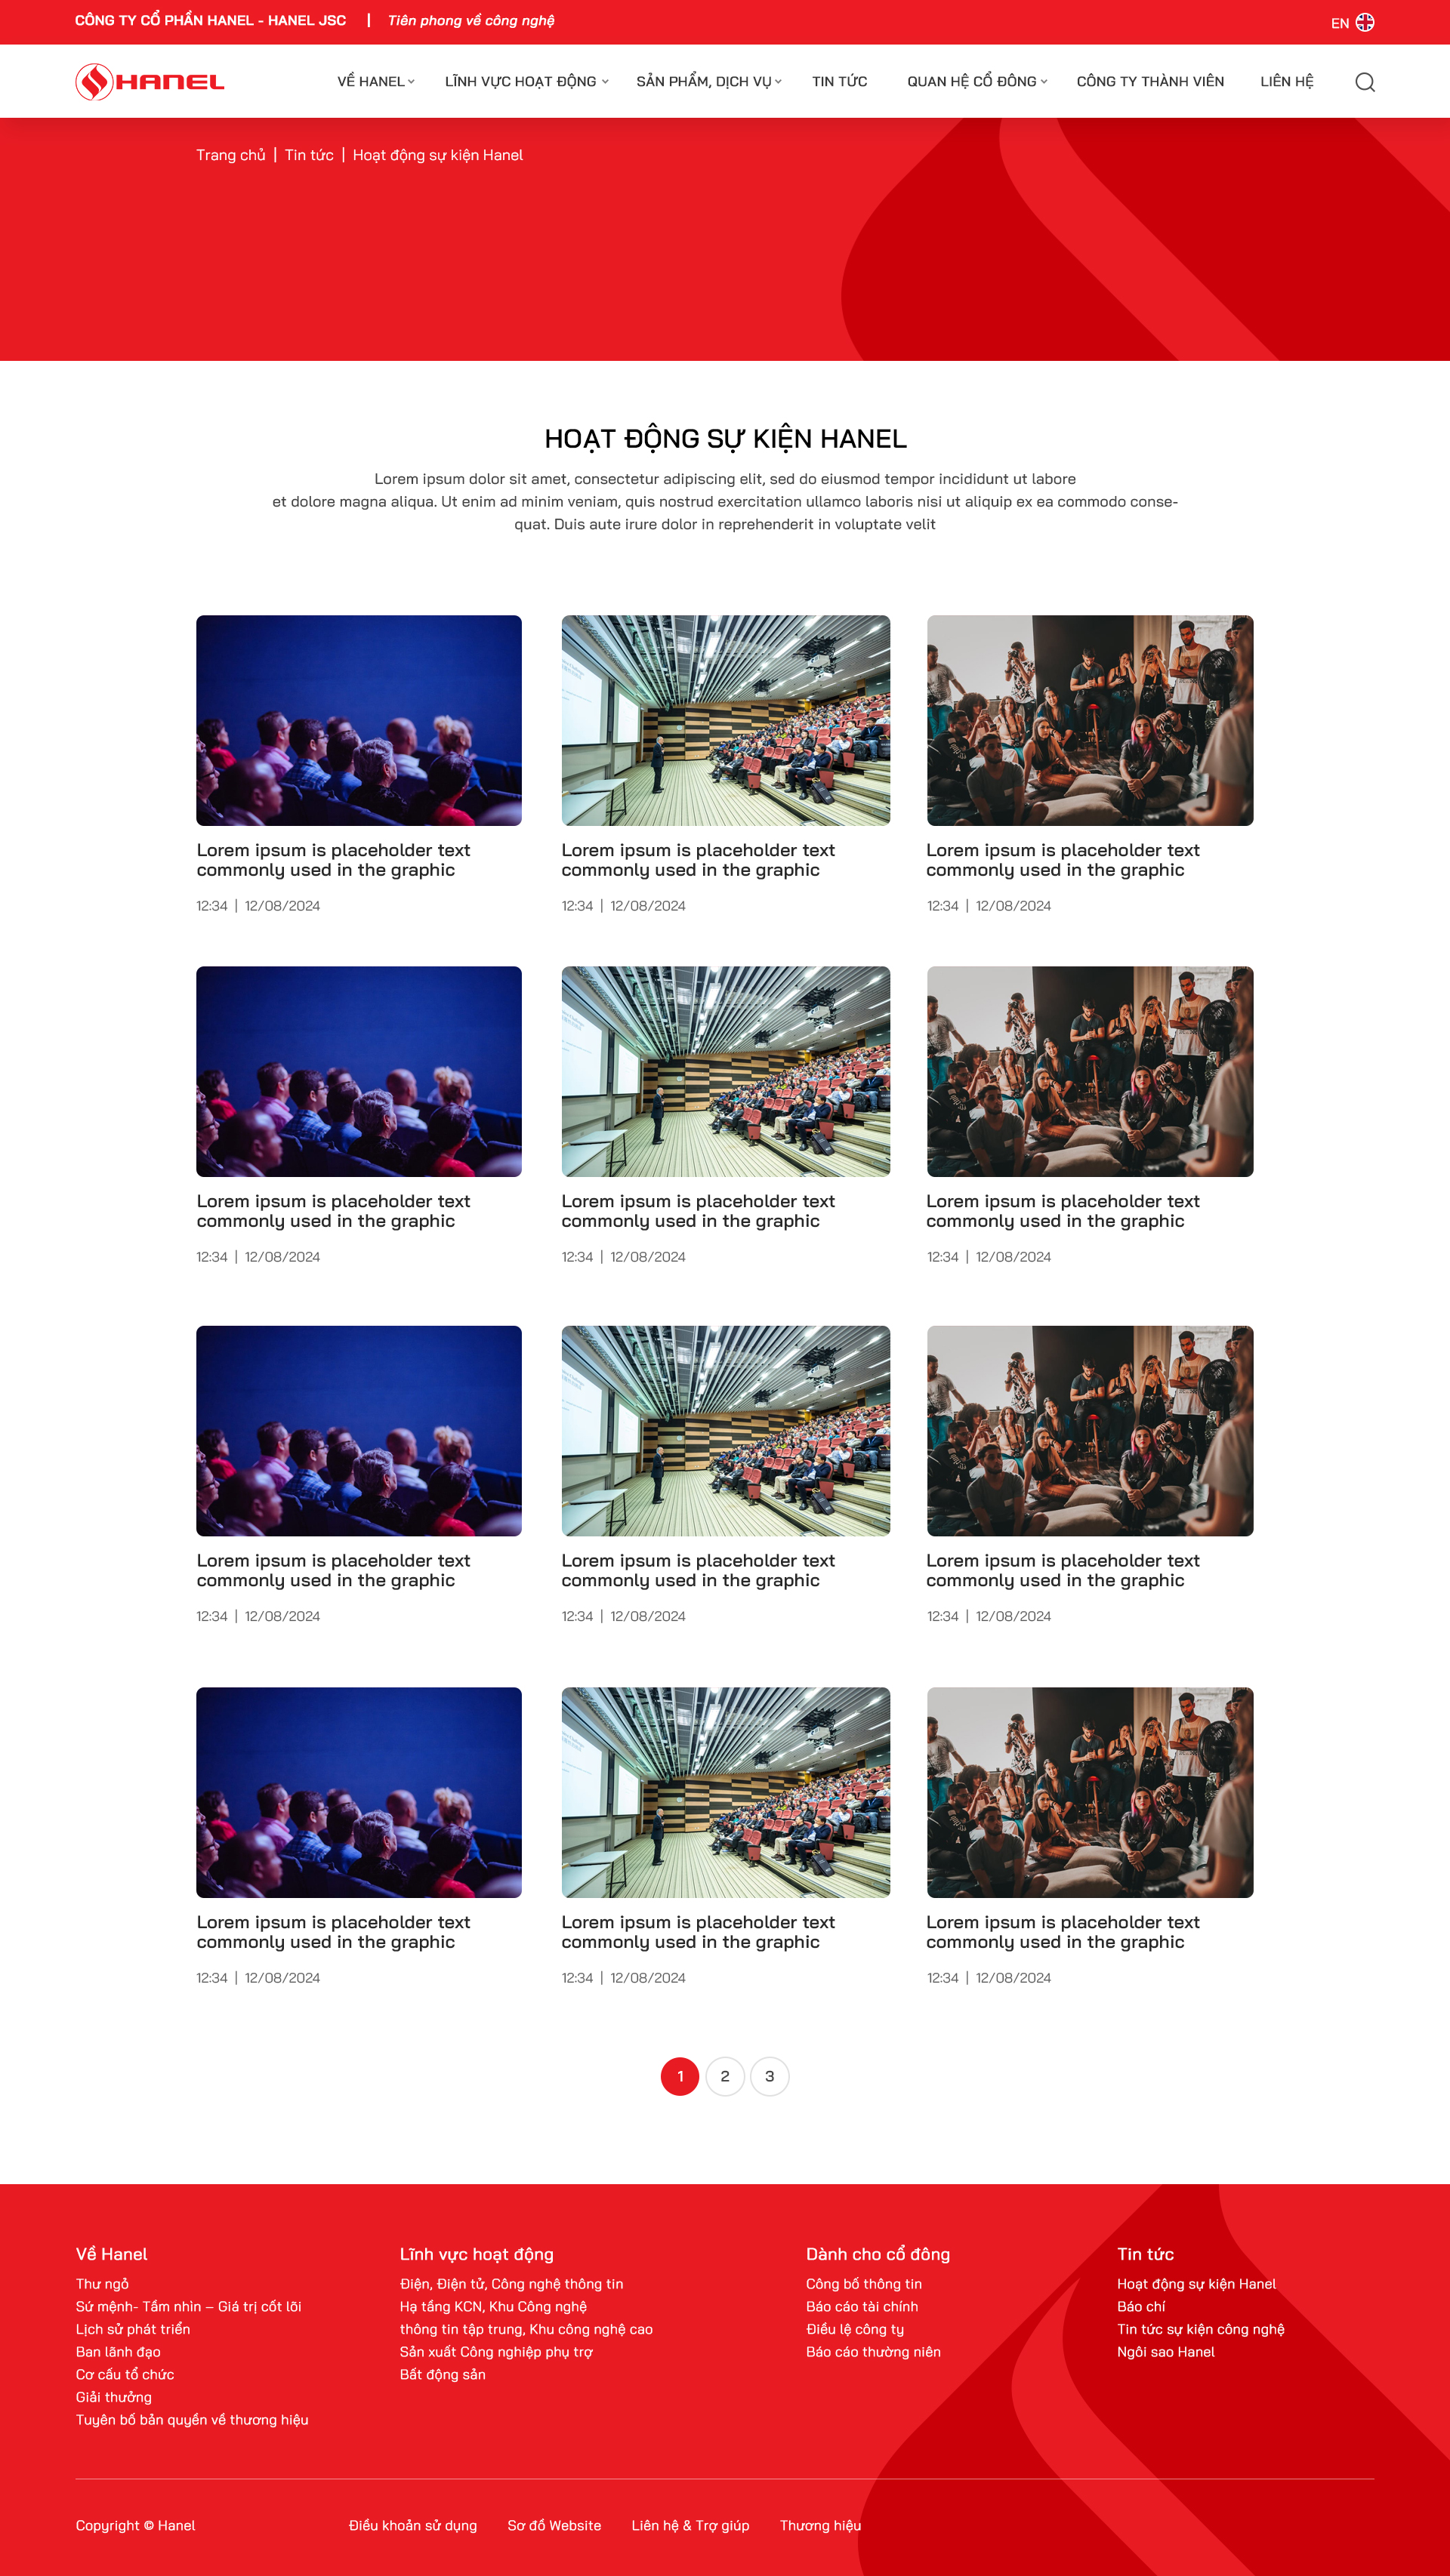 CÔNG TY CỔ PHẦN HANEL - HANEL JSC | Tiên phong về công nghệ
EN
HANEL
VỀ HANEL
LĨNH VỰC HOẠT ĐỘNG
SẢN PHẨM, DỊCH VỤ
TIN TỨC
QUAN HỆ CỔ ĐÔNG
CÔNG TY THÀNH VIÊN
LIÊN HỆ
Trang chủ | Tin tức | Hoạt động sự kiện Hanel
HOẠT ĐỘNG SỰ KIỆN HANEL
Lorem ipsum dolor sit amet, consectetur adipiscing elit, sed do eiusmod tempor incididunt ut labore
et dolore magna aliqua. Ut enim ad minim veniam, quis nostrud exercitation ullamco laboris nisi ut aliquip ex ea commodo conse-
quat. Duis aute irure dolor in reprehenderit in voluptate velit
Lorem ipsum is placeholder text
commonly used in the graphic
12:34 | 12/08/2024
Lorem ipsum is placeholder text
commonly used in the graphic
12:34 | 12/08/2024
Lorem ipsum is placeholder text
commonly used in the graphic
12:34 | 12/08/2024
Lorem ipsum is placeholder text
commonly used in the graphic
12:34 | 12/08/2024
Lorem ipsum is placeholder text
commonly used in the graphic
12:34 | 12/08/2024
Lorem ipsum is placeholder text
commonly used in the graphic
12:34 | 12/08/2024
Lorem ipsum is placeholder text
commonly used in the graphic
12:34 | 12/08/2024
Lorem ipsum is placeholder text
commonly used in the graphic
12:34 | 12/08/2024
Lorem ipsum is placeholder text
commonly used in the graphic
12:34 | 12/08/2024
Lorem ipsum is placeholder text
commonly used in the graphic
12:34 | 12/08/2024
Lorem ipsum is placeholder text
commonly used in the graphic
12:34 | 12/08/2024
Lorem ipsum is placeholder text
commonly used in the graphic
12:34 | 12/08/2024
1 2 3
Về Hanel
Thư ngỏ
Sứ mệnh- Tầm nhìn – Giá trị cốt lõi
Lịch sử phát triển
Ban lãnh đạo
Cơ cấu tổ chức
Giải thưởng
Tuyên bố bản quyền về thương hiệu
Lĩnh vực hoạt động
Điện, Điện tử, Công nghệ thông tin
Hạ tầng KCN, Khu Công nghệ
thông tin tập trung, Khu công nghệ cao
Sản xuất Công nghiệp phụ trợ
Bất động sản
Dành cho cổ đông
Công bố thông tin
Báo cáo tài chính
Điều lệ công ty
Báo cáo thường niên
Tin tức
Hoạt động sự kiện Hanel
Báo chí
Tin tức sự kiện công nghệ
Ngôi sao Hanel
Copyright © Hanel
Điều khoản sử dụng
Sơ đồ Website
Liên hệ & Trợ giúp
Thương hiệu